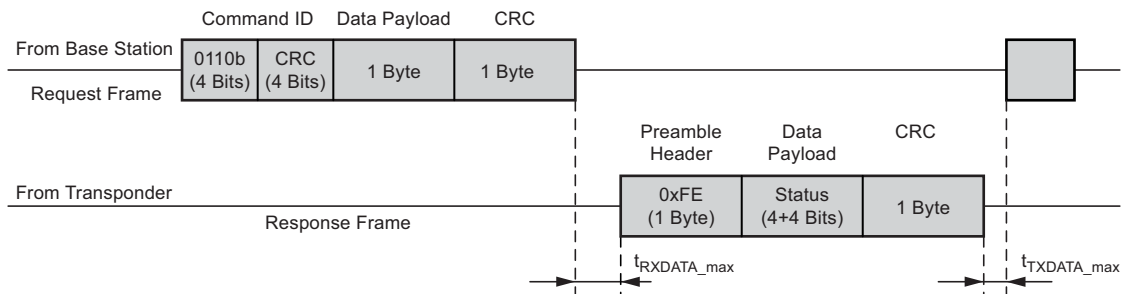 Command ID Data Payload CRC
From Base Station
0110b
(4 Bits)
CRC
(4 Bits)
1 Byte
1 Byte
Request Frame
Preamble
Header
Data
Payload
CRC
From Transponder
0xFE
(1 Byte)
Status
(4+4 Bits)
1 Byte
Response Frame
tRXDATA_max
tTXDATA_max